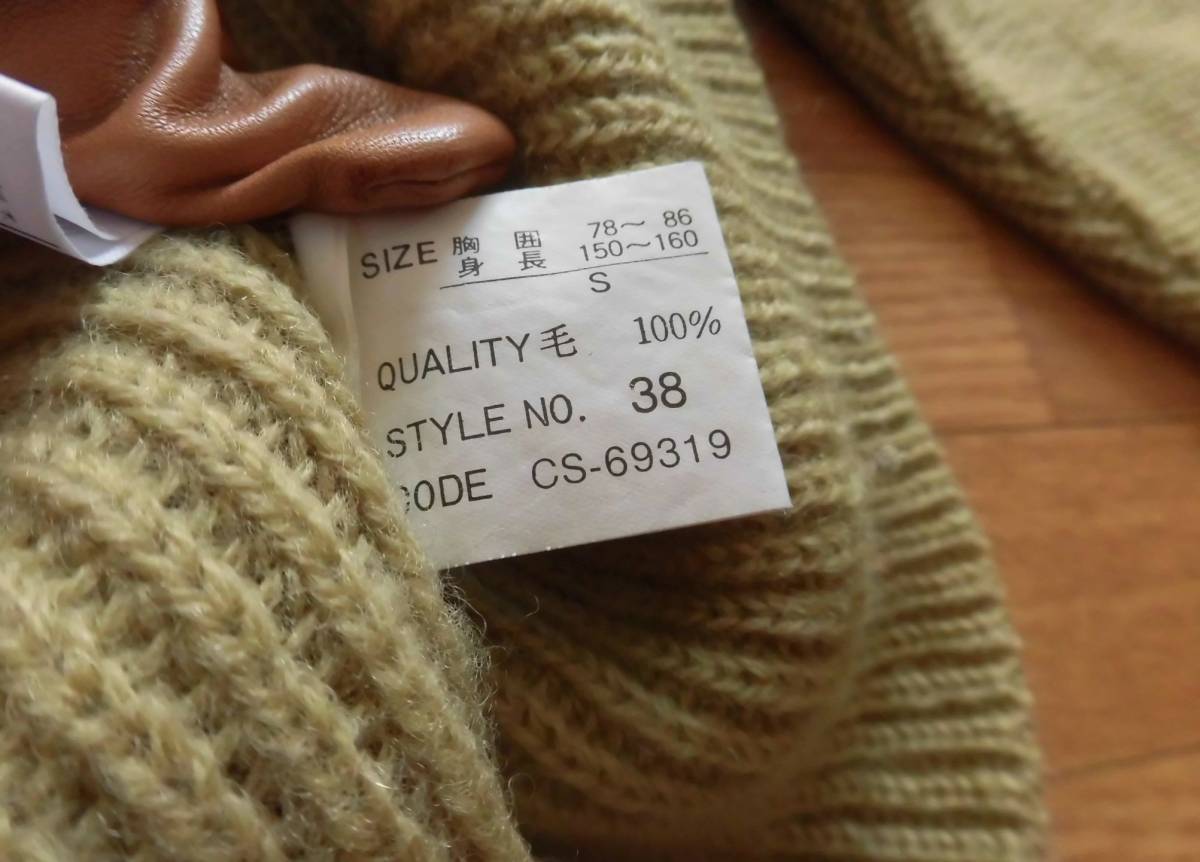 SIZE 胸囲 78～86
身長 150～160
S
QUALITY 毛 100%
STYLE NO. 38
CODE CS-69319